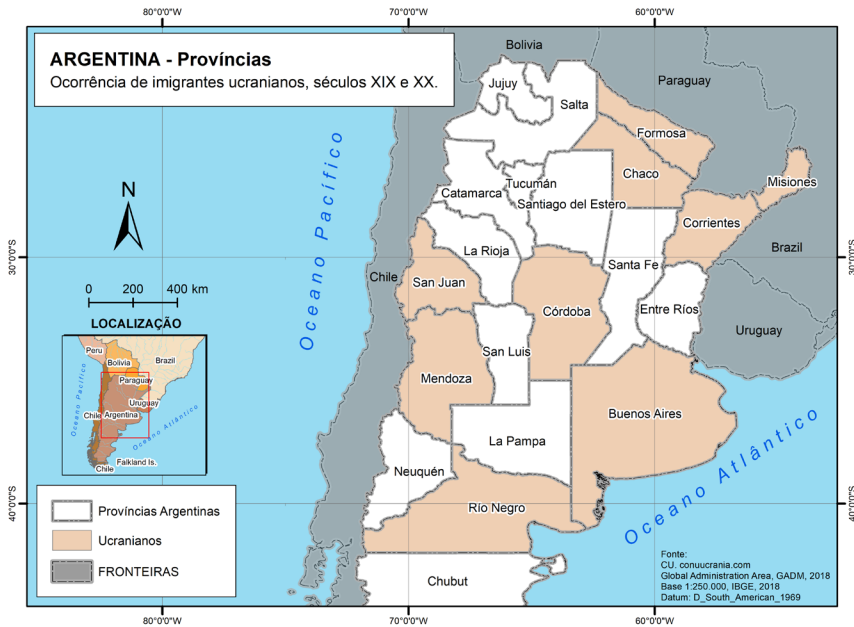 80°0'0"W
70°0'0"W
60°0'0"W
ARGENTINA - Províncias
Ocorrência de imigrantes ucranianos, séculos XIX e XX.
Bolivia
Paraguay
Jujuy
Salta
Formosa
Chaco
Misiones
Tucumán
Catamarca
Santiago del Estero
Corrientes
Oceano Pacífico
N
La Rioja
Brazil
30°0'0"S
30°0'0"S
Santa Fe
Chile
San Juan
0 200 400 km
Córdoba
Entre Ríos
Uruguay
LOCALIZAÇÃO
Peru
Bolivia
Brazil
Paraguay
Uruguay
Chile
Argentina
Oceano Pacífico
Oceano Atlântico
Falkland Is.
Chile
San Luis
Mendoza
Buenos Aires
La Pampa
Neuquén
Oceano Atlântico
40°0'0"S
40°0'0"S
Río Negro
Províncias Argentinas
Ucranianos
FRONTEIRAS
Chubut
Fonte:
CU. conuucrania.com
Global Administration Area, GADM, 2018
Base 1:250.000, IBGE, 2018
Datum: D_South_American_1969
80°0'0"W
70°0'0"W
60°0'0"W